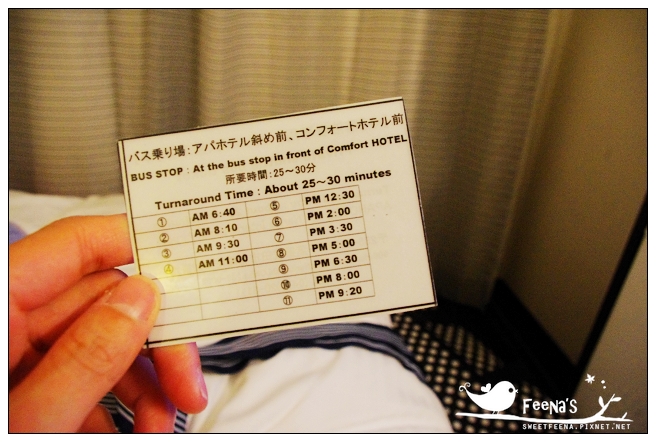 バス乗り場：アパホテル斜め前、コンフォートホテル前
BUS STOP : At the bus stop in front of Comfort HOTEL
所要時間：25～30分
Turnaround Time : About 25～30 minutes
① AM 6:40 ⑤ PM 12:30
② AM 8:10 ⑥ PM 2:00
③ AM 9:30 ⑦ PM 3:30
④ AM 11:00 ⑧ PM 5:00
⑨ PM 6:30
⑩ PM 8:00
⑪ PM 9:20
FEENA'S
SWEETFEENA.PIXNET.NET